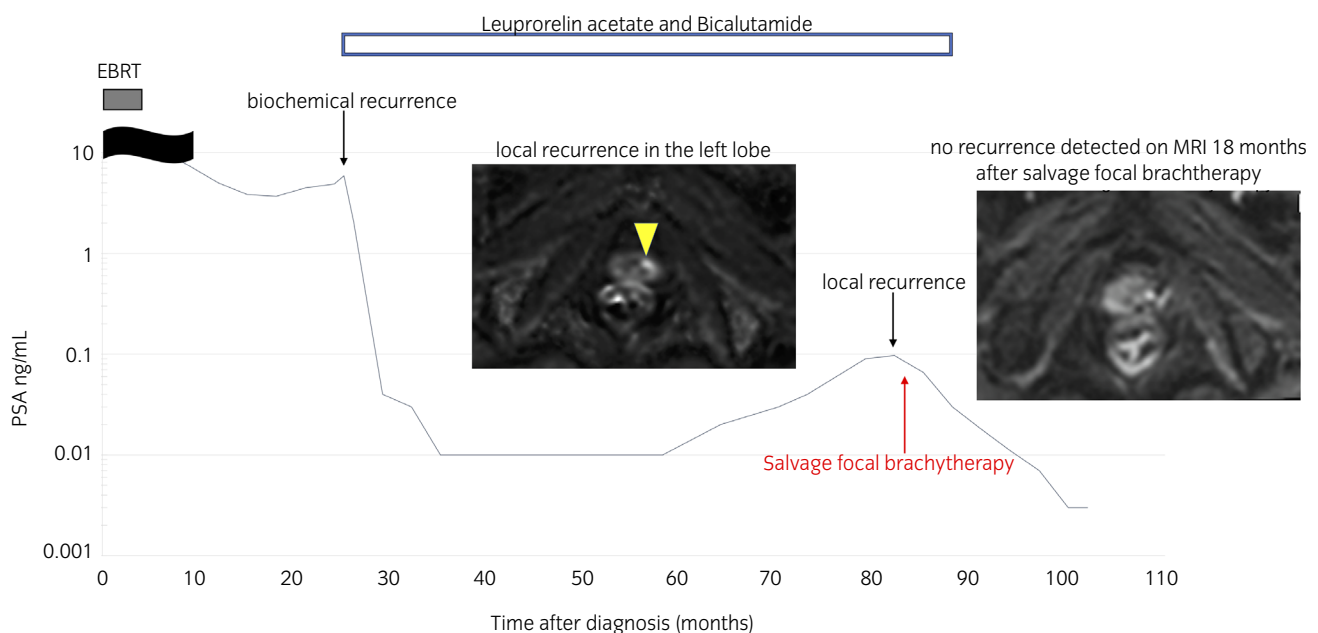 Leuprorelin acetate and Bicalutamide
EBRT
biochemical recurrence
local recurrence in the left lobe
no recurrence detected on MRI 18 months
after salvage focal brachtherapy
10
1
local recurrence
0.1
PSA ng/mL
0.01
Salvage focal brachytherapy
0.001
0 10 20 30 40 50 60 70 80 90 100 110
Time after diagnosis (months)